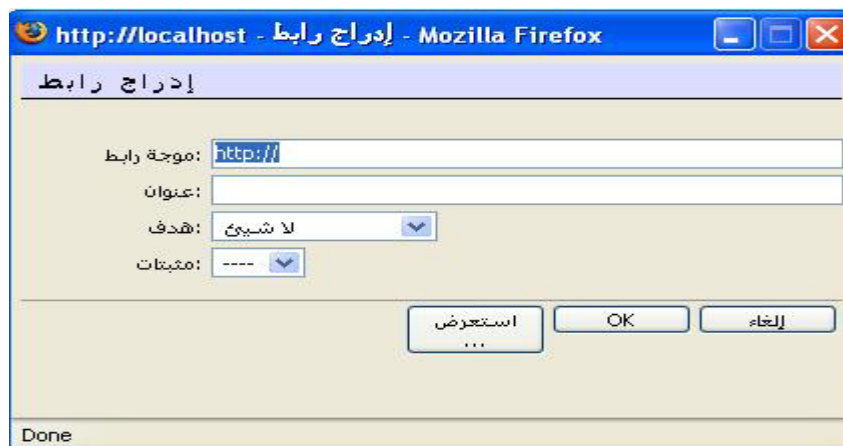 http://localhost - إدراج رابط - Mozilla Firefox
إدراج رابط
موجة رابط: http://
عنوان:
هدف: لا شيئ
مثبتات: ----
استعرض ... OK إلغاء
Done